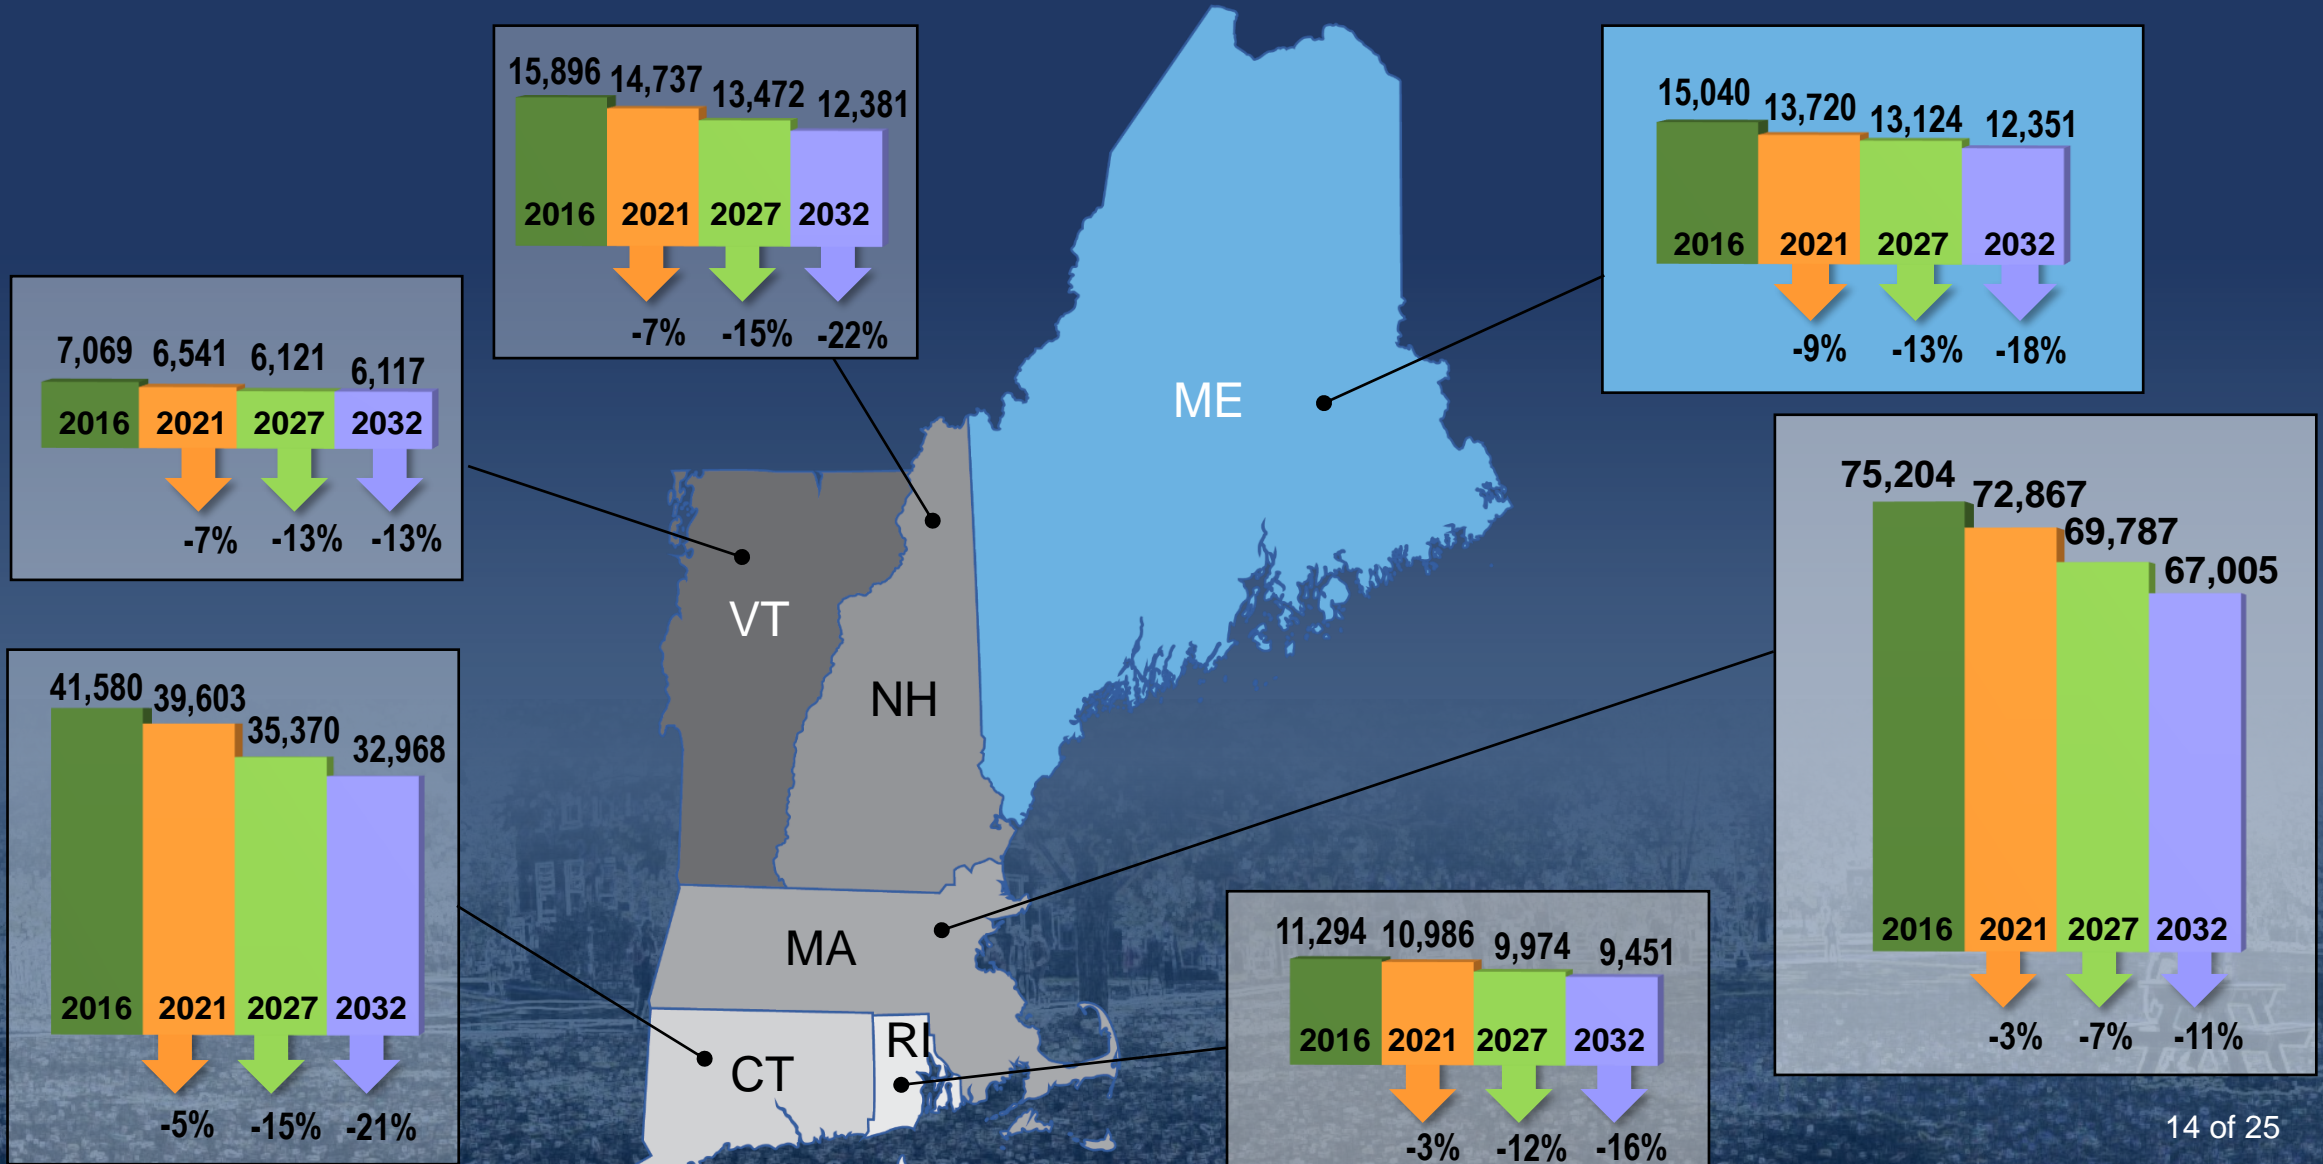 15,896 14,737 13,472 12,381
2016 2021 2027 2032
-7% -15% -22%
15,040 13,720 13,124 12,351
2016 2021 2027 2032
-9% -13% -18%
7,069 6,541 6,121 6,117
2016 2021 2027 2032
-7% -13% -13%
ME
75,204 72,867 69,787 67,005
2016 2021 2027 2032
-3% -7% -11%
VT
NH
41,580 39,603 35,370 32,968
2016 2021 2027 2032
-5% -15% -21%
MA
11,294 10,986 9,974 9,451
2016 2021 2027 2032
-3% -12% -16%
RI
CT
14 of 25